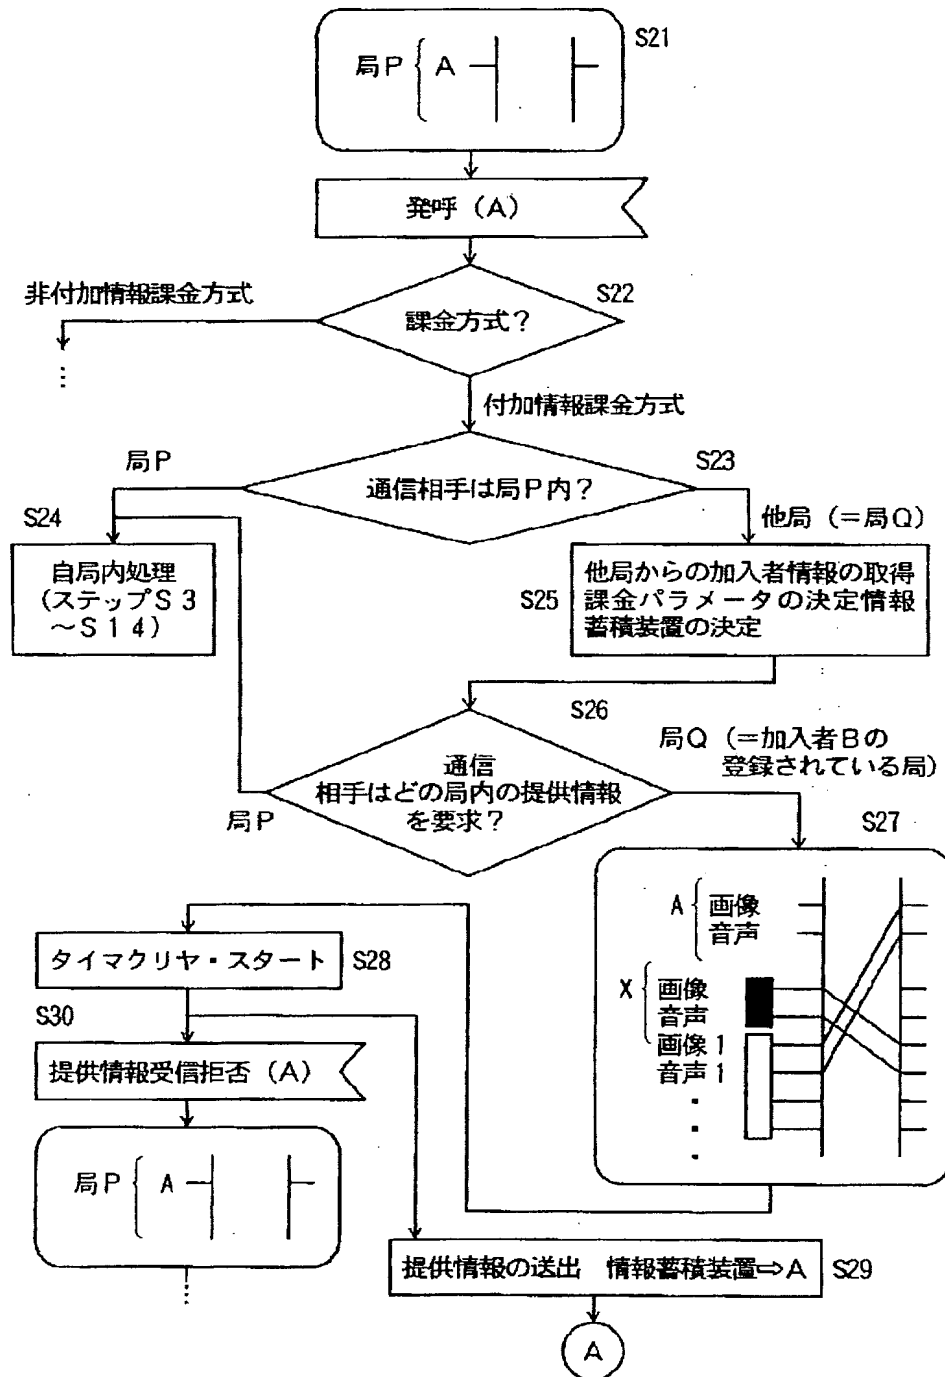 S21
局P { A
発呼(A)
非付加情報課金方式
S22
課金方式?
付加情報課金方式
局P
S23
通信相手は局P内?
S24
他局(=局Q)
自局内処理
(ステップS3
~S14)
S25
他局からの加入者情報の取得
課金パラメータの決定情報
蓄積装置の決定
S26
局Q(=加入者Bの
登録されている局)
通信
相手はどの局内の提供情報
を要求?
局P
S27
A { 画像
音声
X { 画像
音声
画像1
音声1
タイマクリヤ・スタート
S28
S30
提供情報受信拒否(A)
局P { A
提供情報の送出 情報蓄積装置⇨A
S29
A